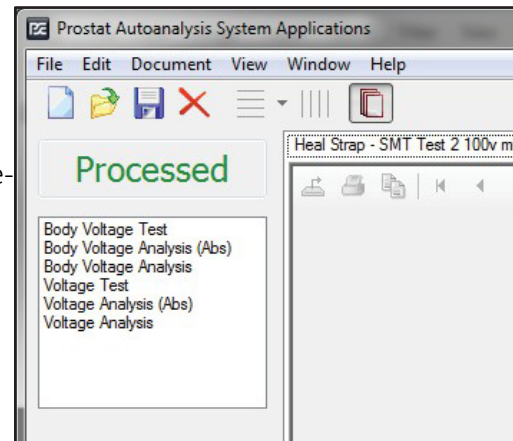 Prostat Autoanalysis System Applications
File Edit Document View Window Help
Heal Strap - SMT Test 2 100v m
Processed
e-
Body Voltage Test
Body Voltage Analysis (Abs)
Body Voltage Analysis
Voltage Test
Voltage Analysis (Abs)
Voltage Analysis